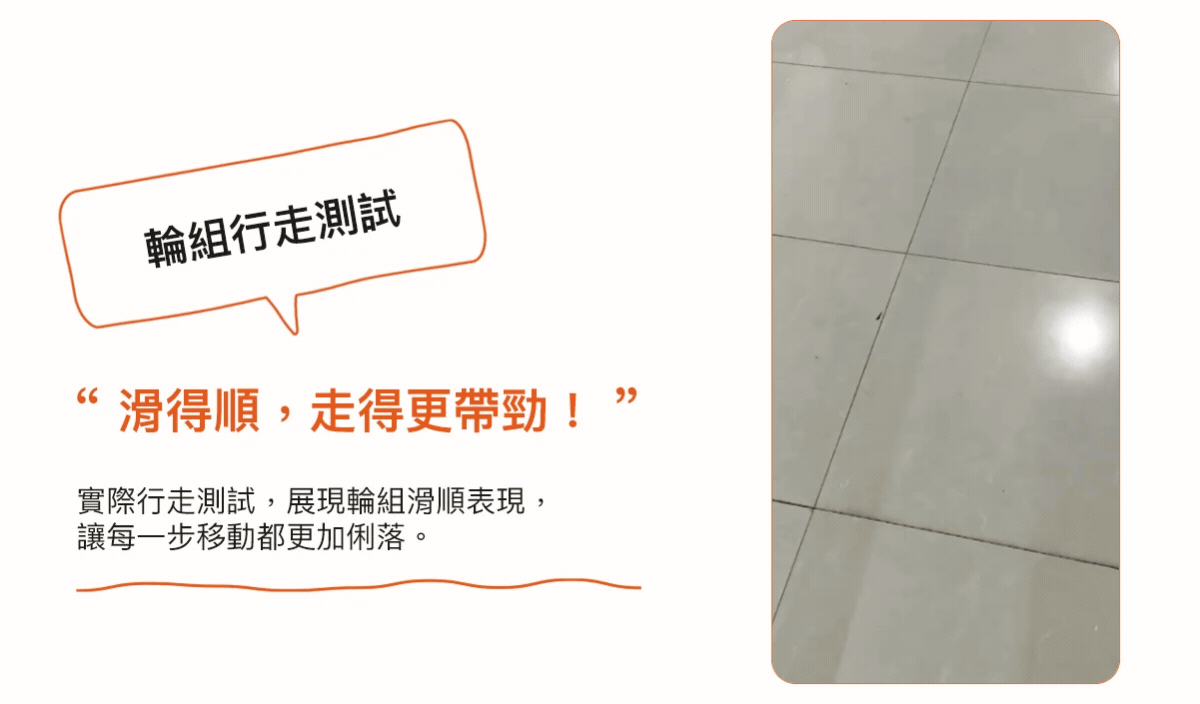 輪組行走測試
“ 滑得順，走得更帶勁！ ”
實際行走測試，展現輪組滑順表現，
讓每一步移動都更加俐落。